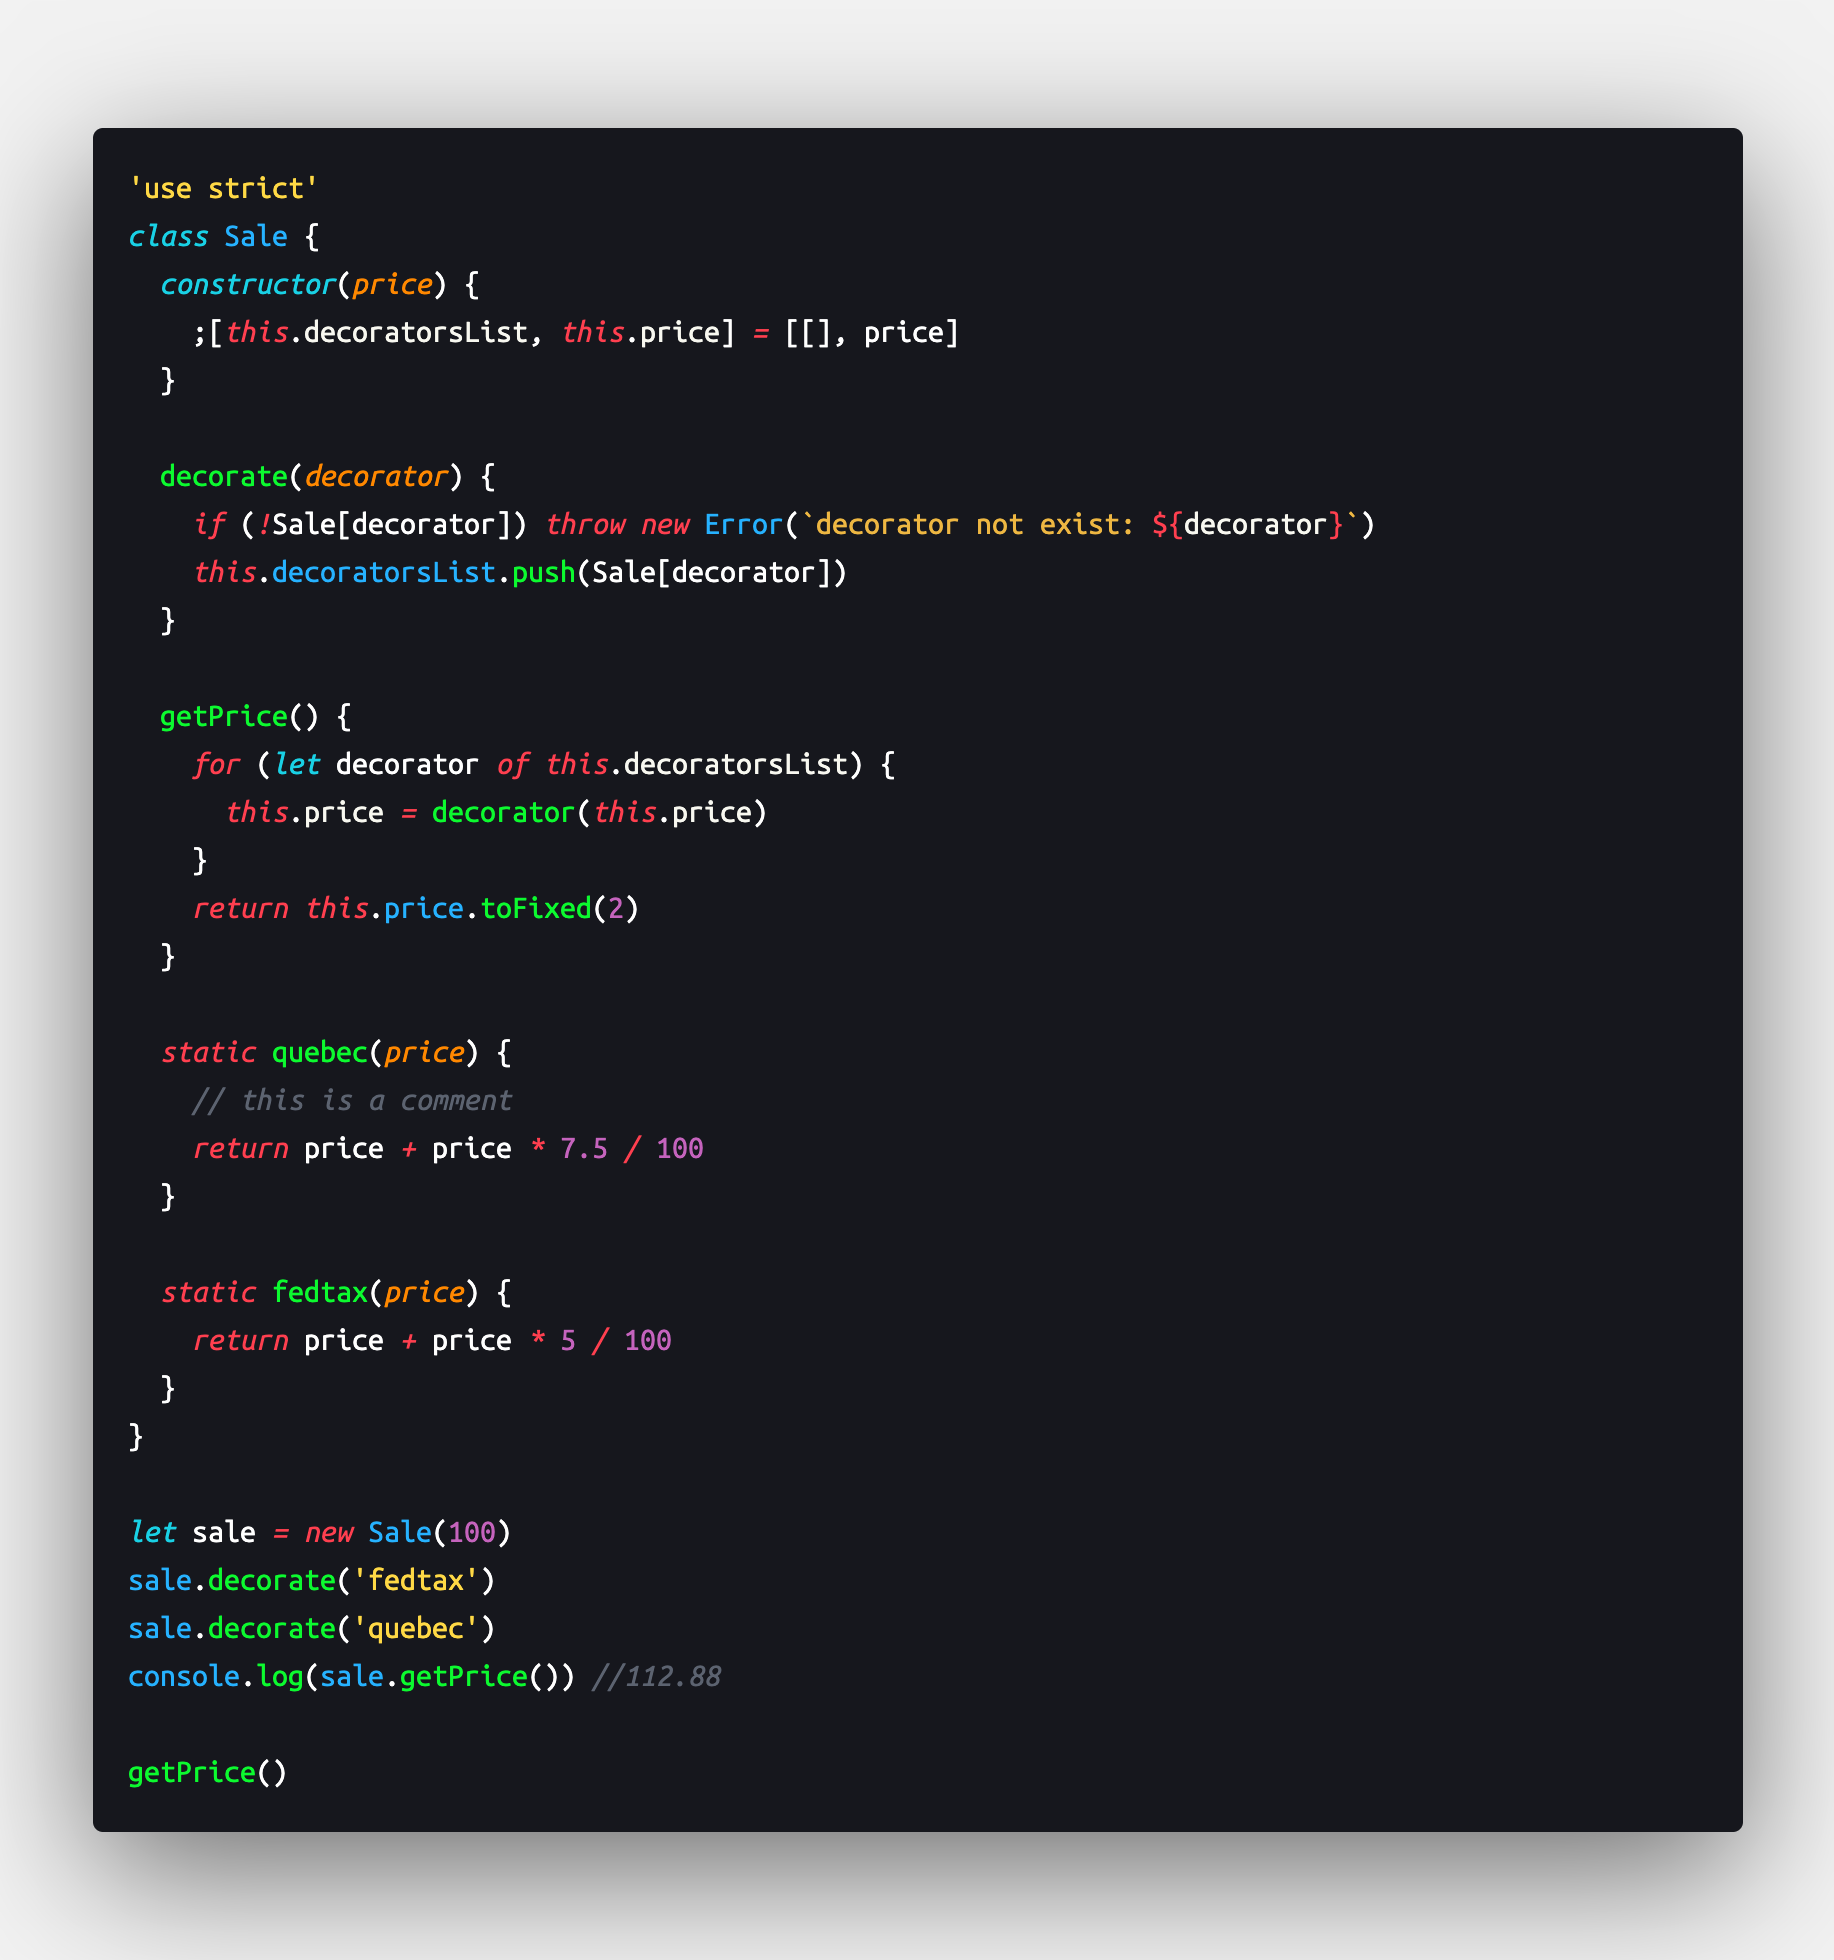 'use strict'
class Sale {
  constructor(price) {
    ;[this.decoratorsList, this.price] = [[], price]
  }

  decorate(decorator) {
    if (!Sale[decorator]) throw new Error(`decorator not exist: ${decorator}`)
    this.decoratorsList.push(Sale[decorator])
  }

  getPrice() {
    for (let decorator of this.decoratorsList) {
      this.price = decorator(this.price)
    }
    return this.price.toFixed(2)
  }

  static quebec(price) {
    // this is a comment
    return price + price * 7.5 / 100
  }

  static fedtax(price) {
    return price + price * 5 / 100
  }
}

let sale = new Sale(100)
sale.decorate('fedtax')
sale.decorate('quebec')
console.log(sale.getPrice()) //112.88

getPrice()